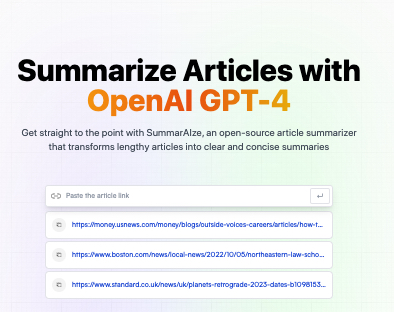 Summarize Articles with
OpenAI GPT-4
Get straight to the point with SummarAIze, an open-source article summarizer
that transforms lengthy articles into clear and concise summaries
Paste the article link
https://money.usnews.com/money/blogs/outside-voices-careers/articles/how-t...
https://www.boston.com/news/local-news/2022/10/05/northeastern-law-scho...
https://www.standard.co.uk/news/uk/planets-retrograde-2023-dates-b1098153...